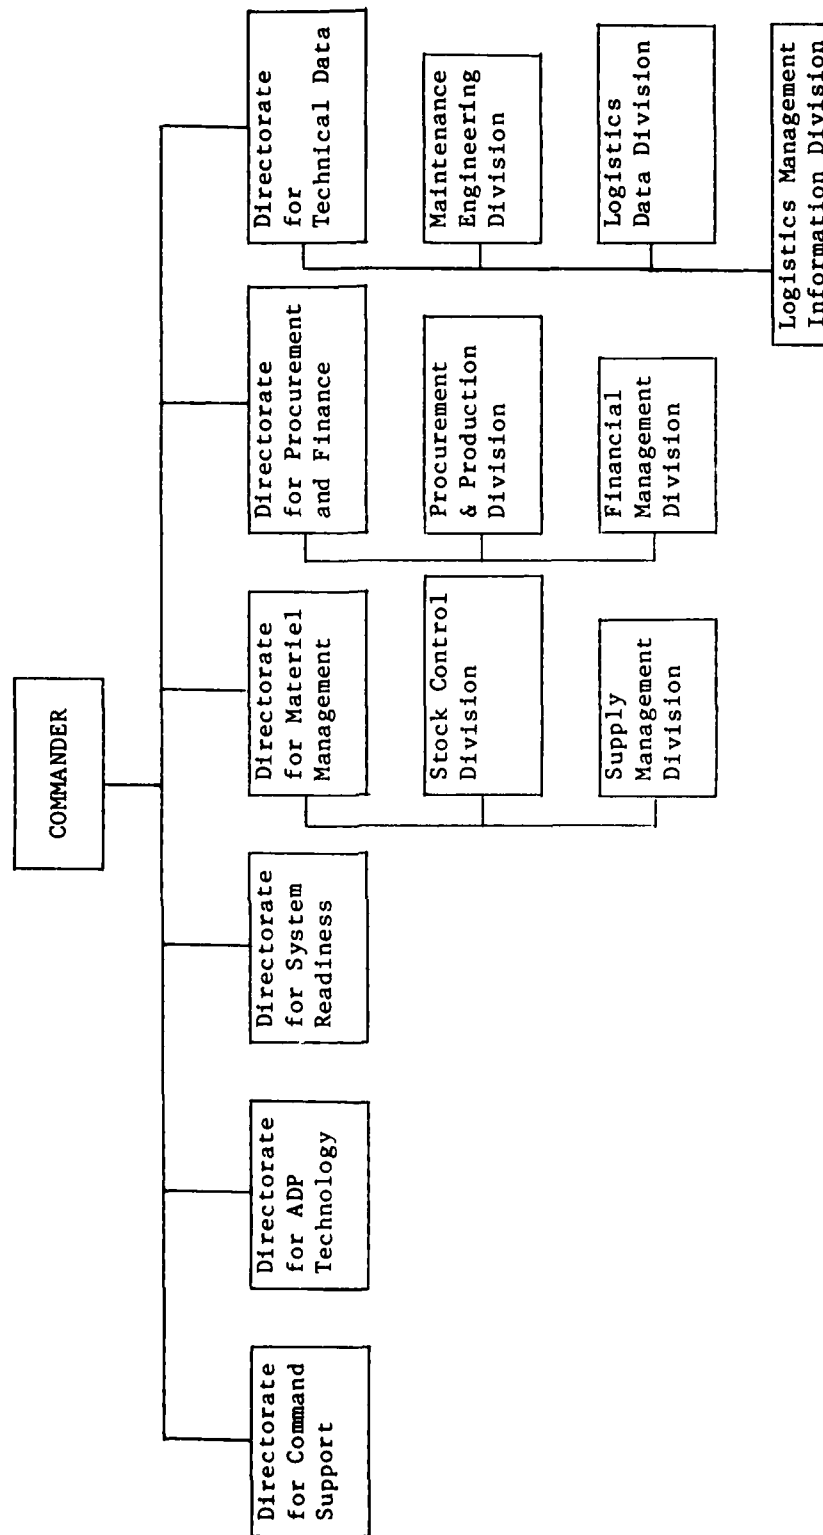 COMMANDER
Directorate
for Command
Support
Directorate
for ADP
Technology
Directorate
for System
Readiness
Directorate
for Materiel
Management
Directorate
for Procurement
and Finance
Directorate
for
Technical Data
Stock Control
Division
Procurement
& Production
Division
Maintenance
Engineering
Division
Supply
Management
Division
Financial
Management
Division
Logistics
Data Division
Logistics Management
Information Division